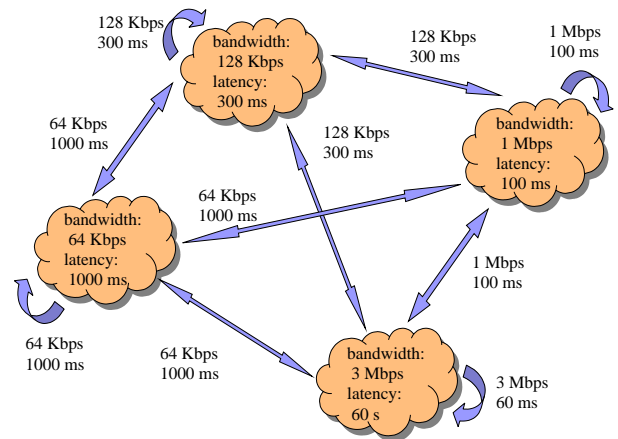 128 Kbps
300 ms
bandwidth:
128 Kbps
latency:
300 ms
128 Kbps
300 ms
1 Mbps
100 ms
bandwidth:
1 Mbps
latency:
100 ms
64 Kbps
1000 ms
128 Kbps
300 ms
64 Kbps
1000 ms
bandwidth:
64 Kbps
latency:
1000 ms
1 Mbps
100 ms
64 Kbps
1000 ms
64 Kbps
1000 ms
bandwidth:
3 Mbps
latency:
60 s
3 Mbps
60 ms